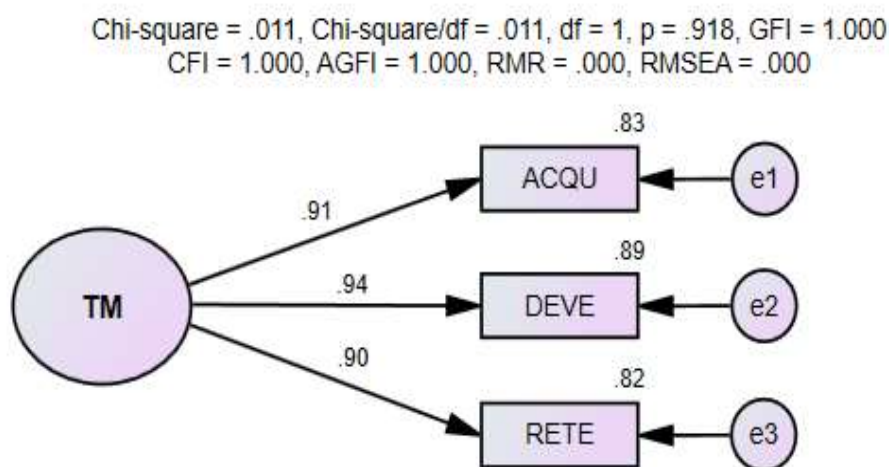 Chi-square = .011, Chi-square/df = .011, df = 1, p = .918, GFI = 1.000
CFI = 1.000, AGFI = 1.000, RMR = .000, RMSEA = .000
.83
ACQU
e1
.91
.89
TM
.94
DEVE
e2
.90
.82
RETE
e3